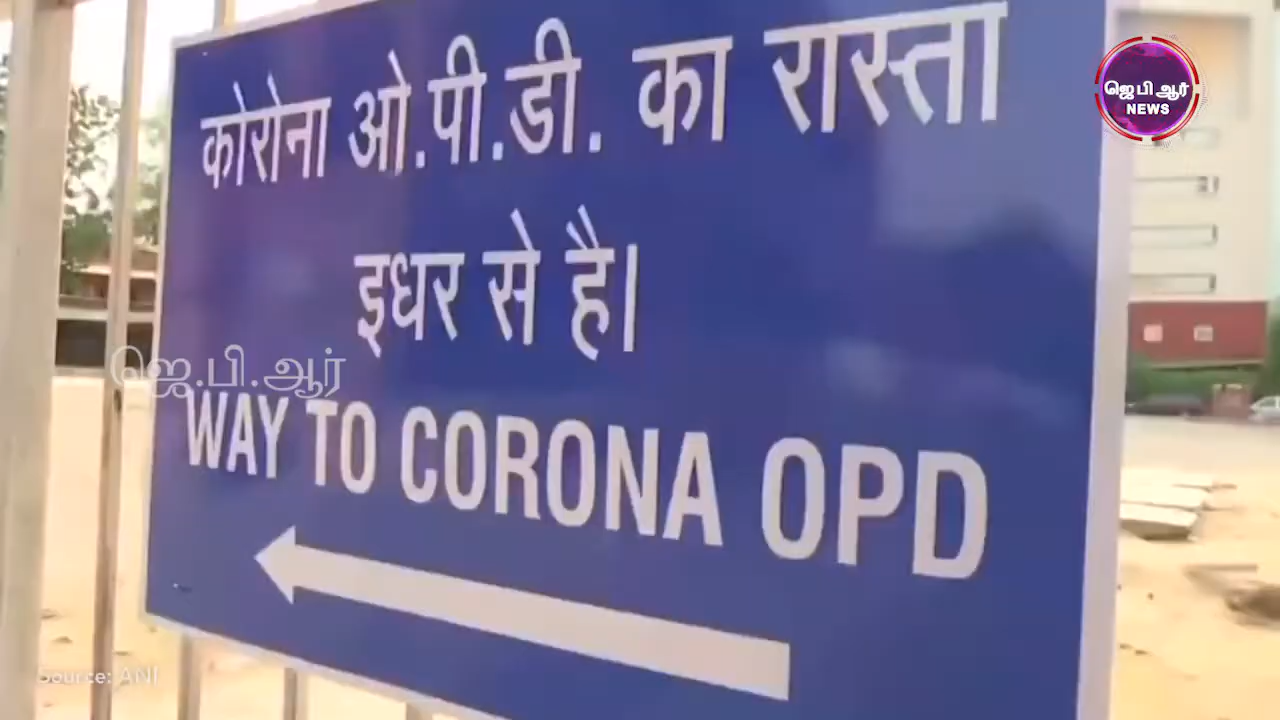 कोरोना ओ.पी.डी. का रास्ता
इधर से है।
WAY TO CORONA OPD
ஜெ பி ஆர்
NEWS
ஜெ.பி.ஆர்
Source: ANI